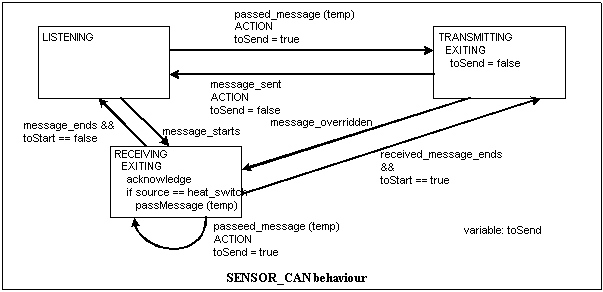 passed_message (temp)
ACTION
toSend = true
LISTENING
TRANSMITTING
EXITING
toSend = false
message_sent
ACTION
toSend = false
message_ends &&
toStart == false
message_starts
message_overridden
RECEIVING
EXITING
acknowledge
if source == heat_switch
passMessage (temp)
received_message_ends
&&
toStart == true
passeed_message (temp)
ACTION
toSend = true
variable: toSend
SENSOR_CAN behaviour